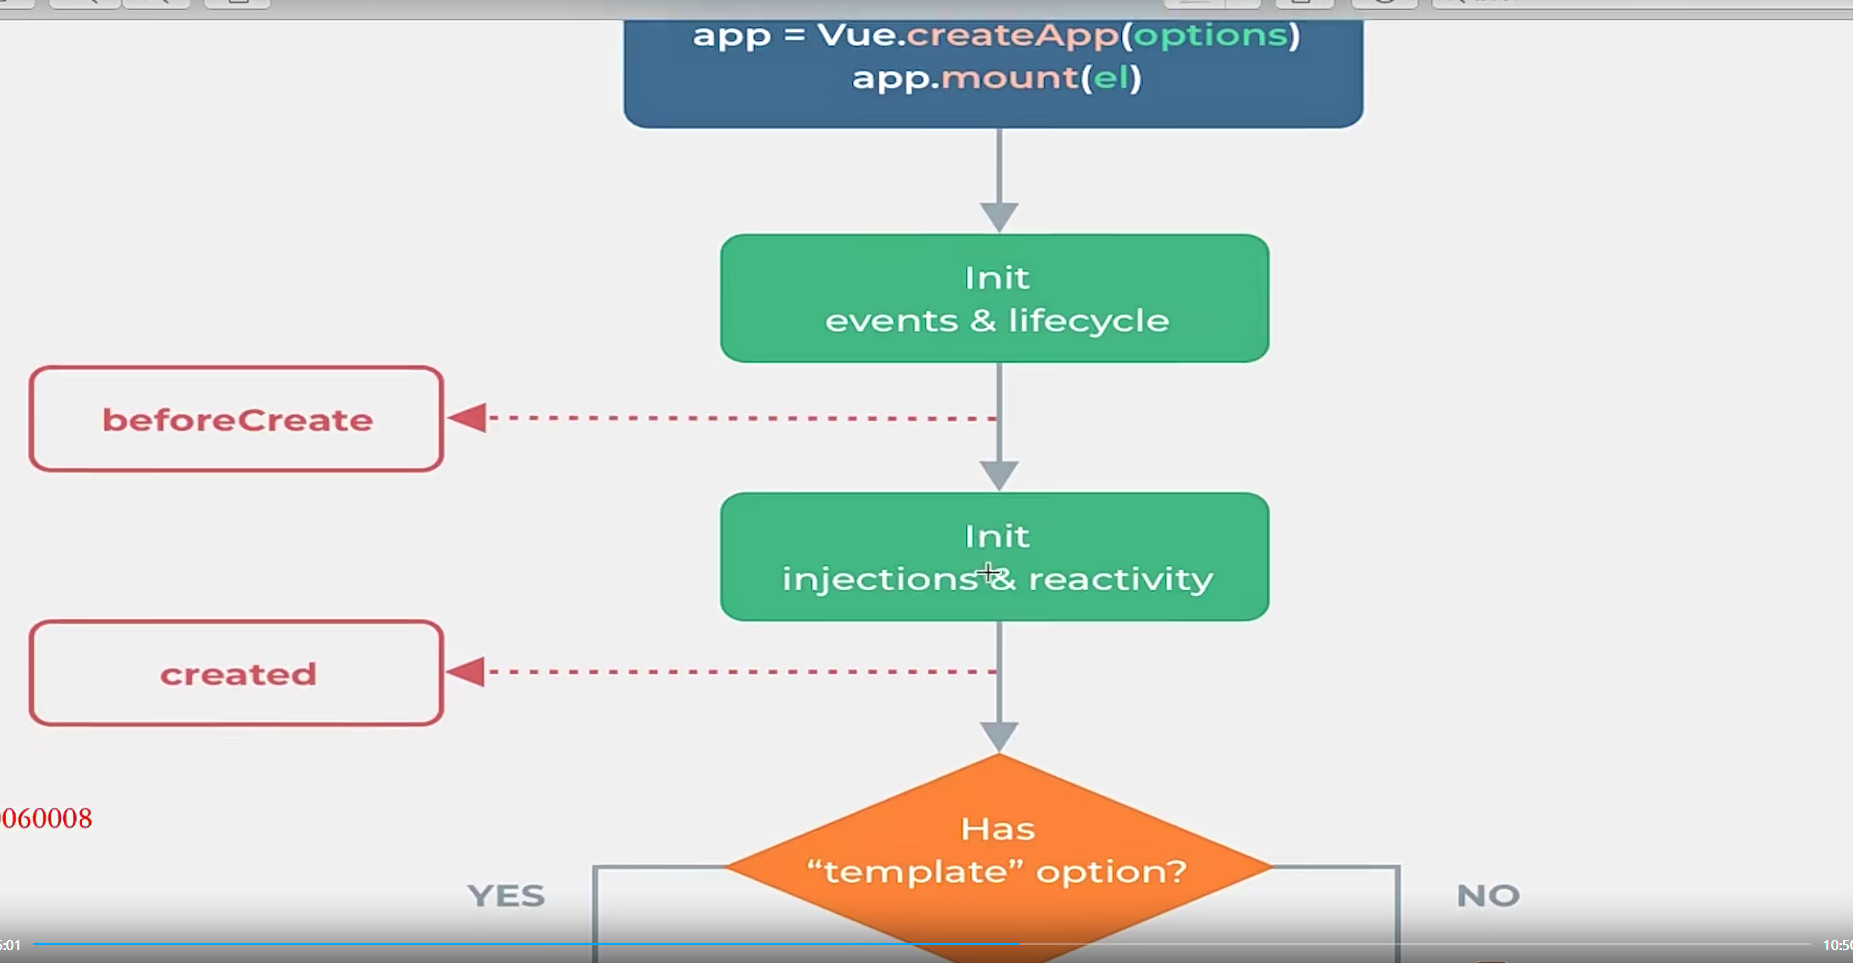 app = Vue.createApp(options)
app.mount(el)
Init
events & lifecycle
beforeCreate
Init
injections & reactivity
created
060008
Has
“template” option?
YES
NO
:01
10:50